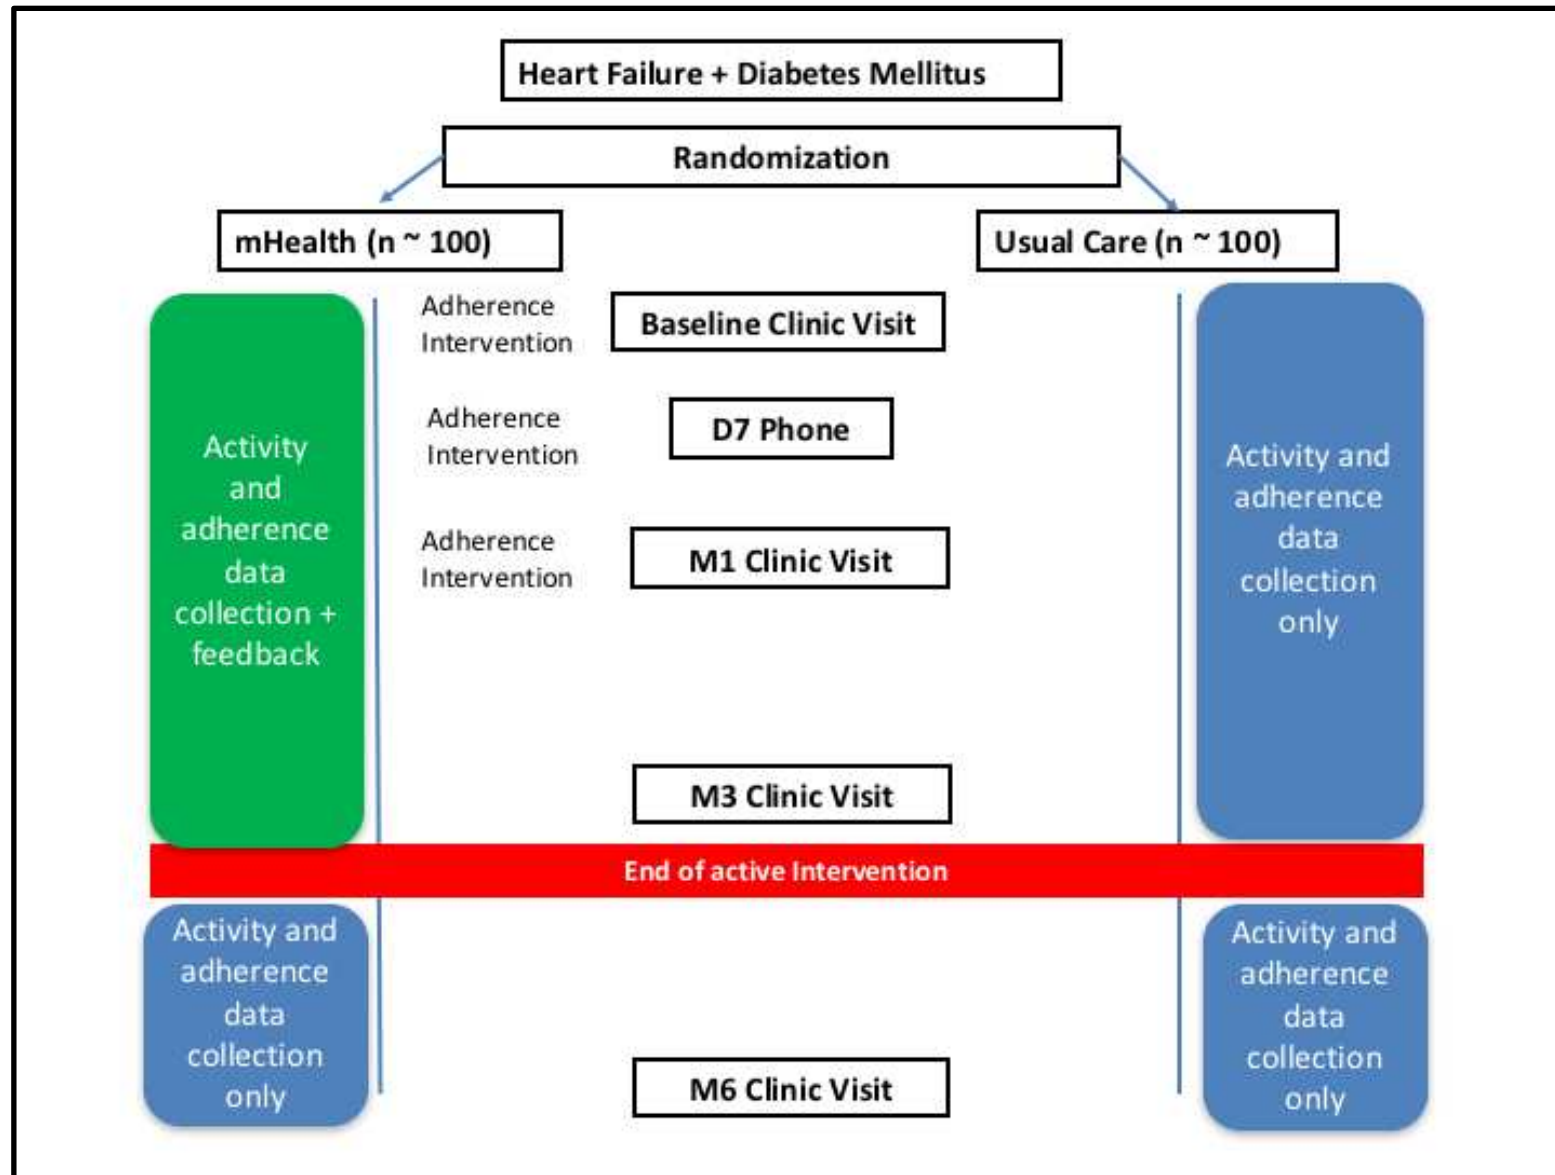 Heart Failure + Diabetes Mellitus
Randomization
mHealth (n ~ 100)
Usual Care (n ~ 100)
Activity
and
adherence
data
collection +
feedback
Adherence
Intervention
Baseline Clinic Visit
Adherence
Intervention
D7 Phone
Adherence
Intervention
M1 Clinic Visit
M3 Clinic Visit
Activity and
adherence
data
collection
only
End of active Intervention
Activity and
adherence
data
collection
only
M6 Clinic Visit
Activity and
adherence
data
collection
only